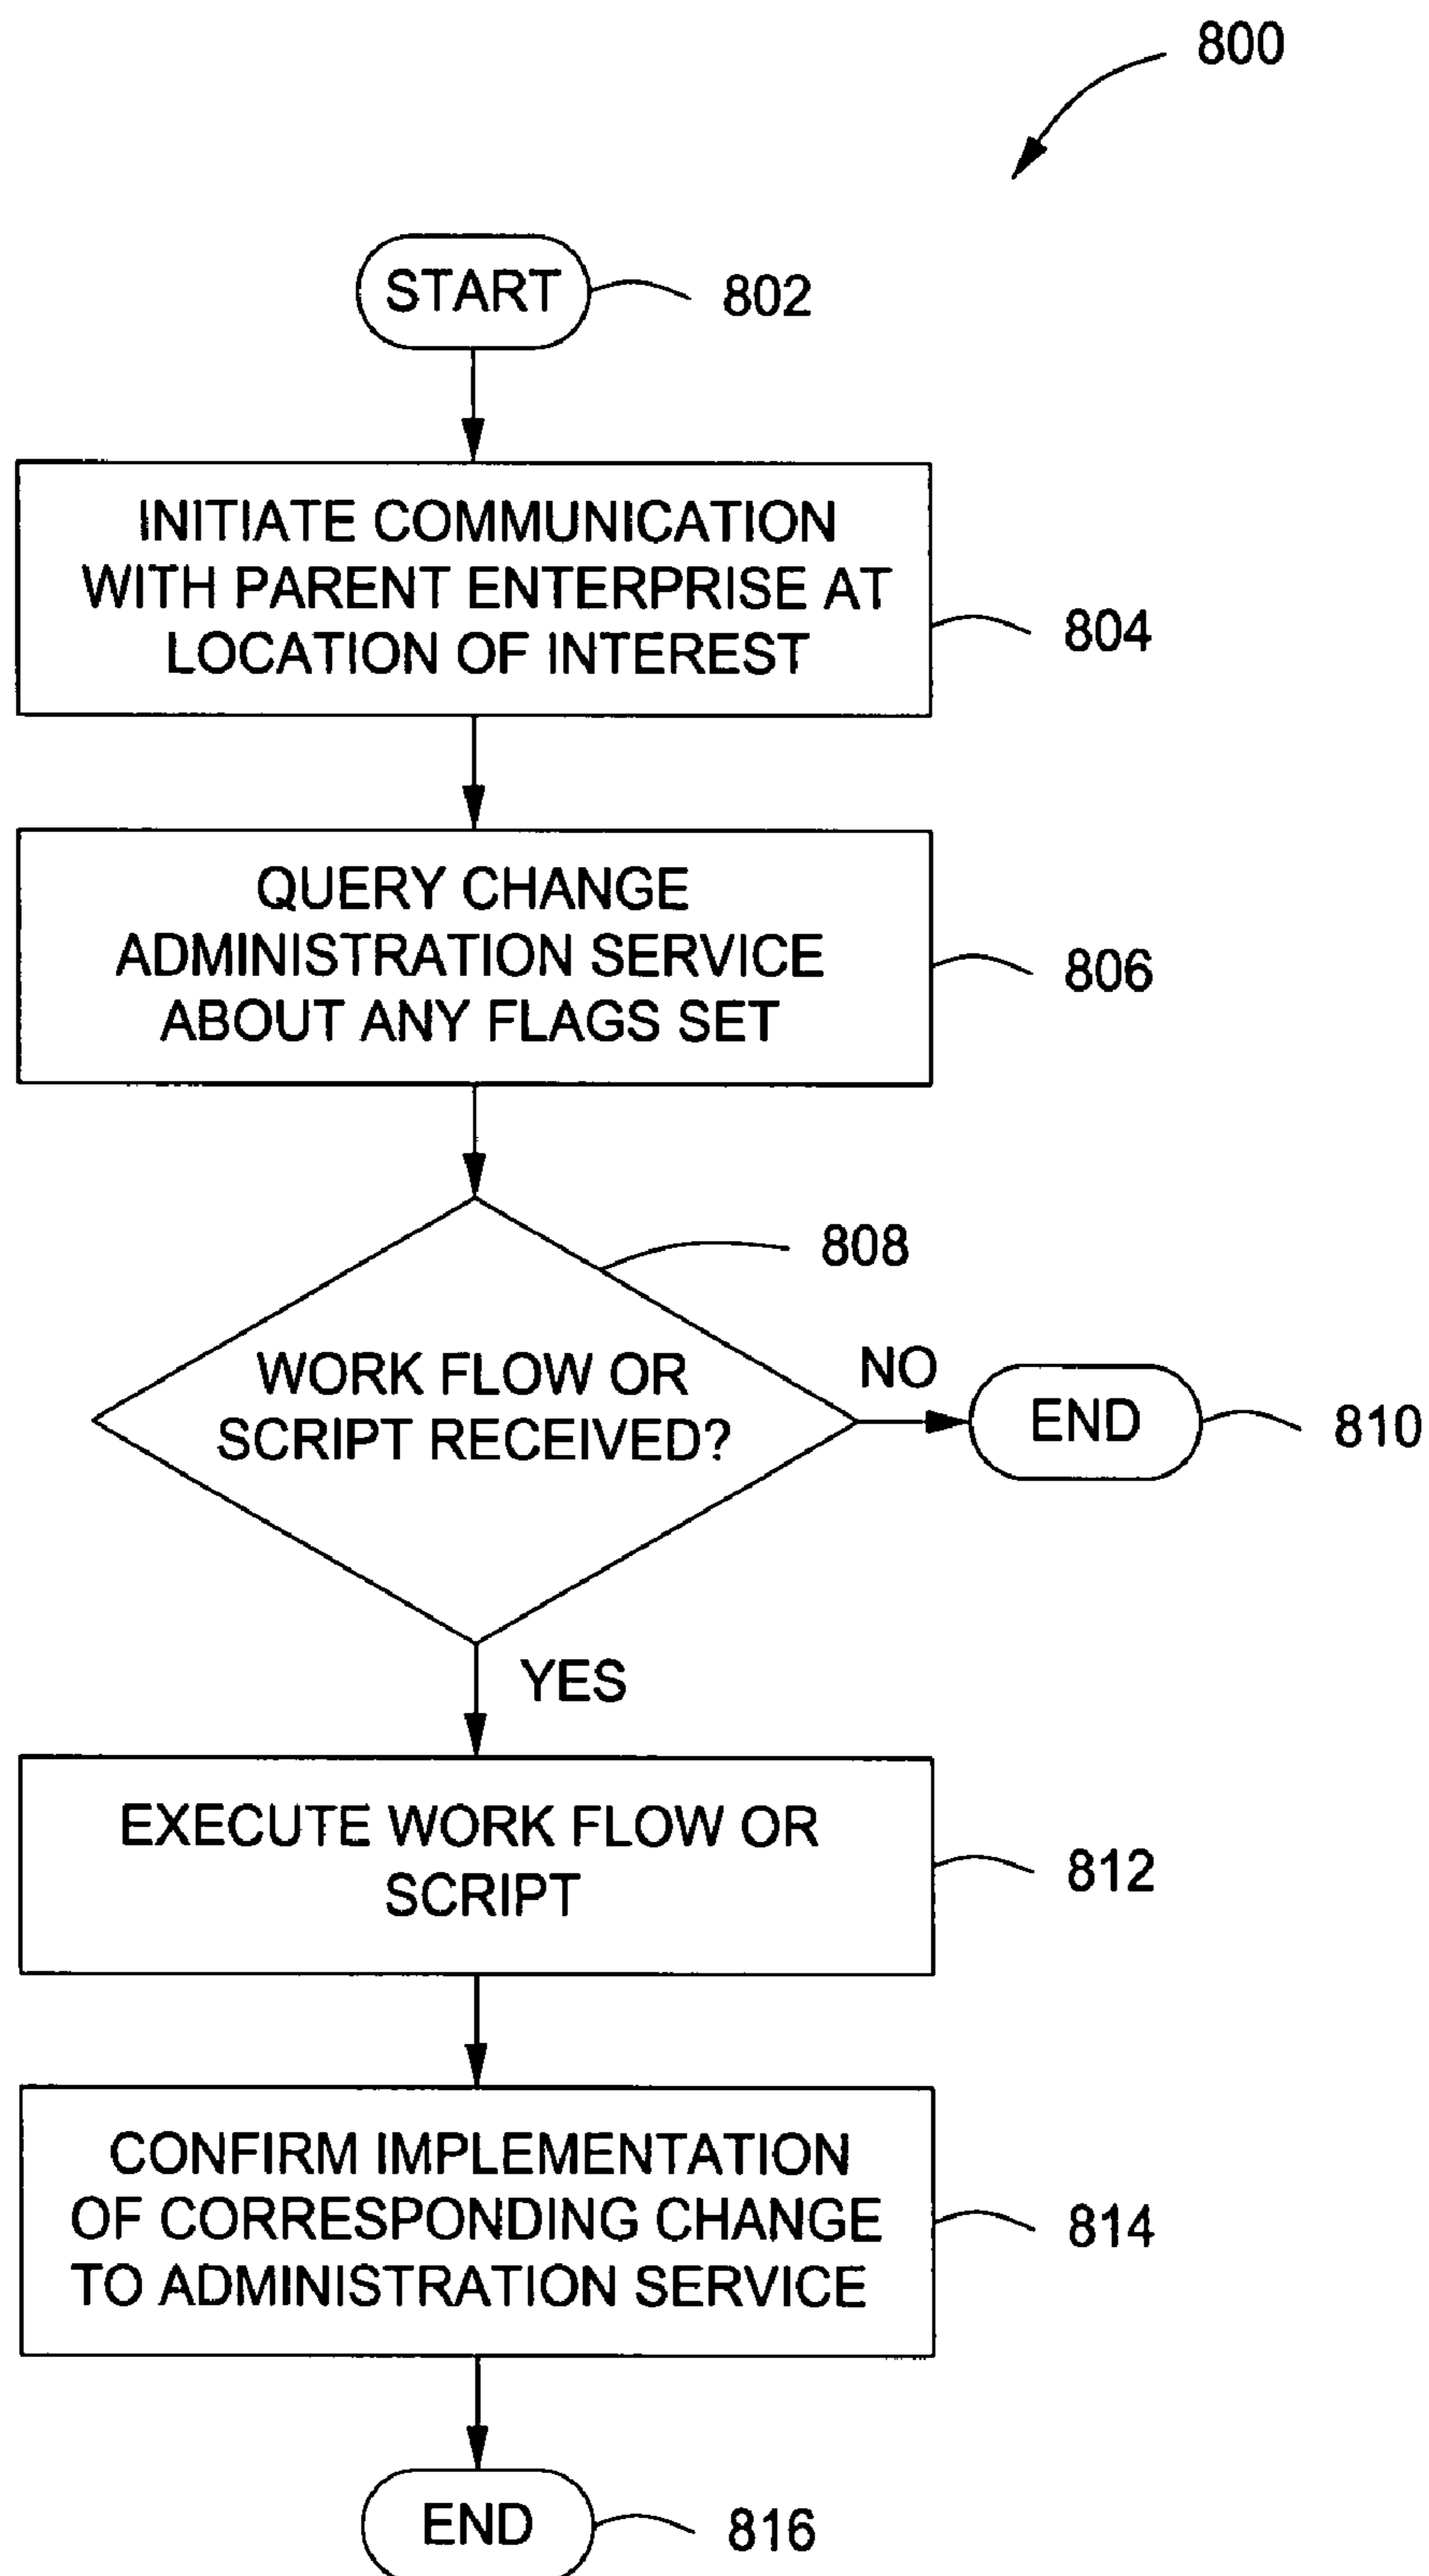 800
START
802
INITIATE COMMUNICATION
WITH PARENT ENTERPRISE AT
LOCATION OF INTEREST
804
QUERY CHANGE
ADMINISTRATION SERVICE
ABOUT ANY FLAGS SET
806
808
WORK FLOW OR
SCRIPT RECEIVED?
NO
END
810
YES
EXECUTE WORK FLOW OR
SCRIPT
812
CONFIRM IMPLEMENTATION
OF CORRESPONDING CHANGE
TO ADMINISTRATION SERVICE
814
END
816